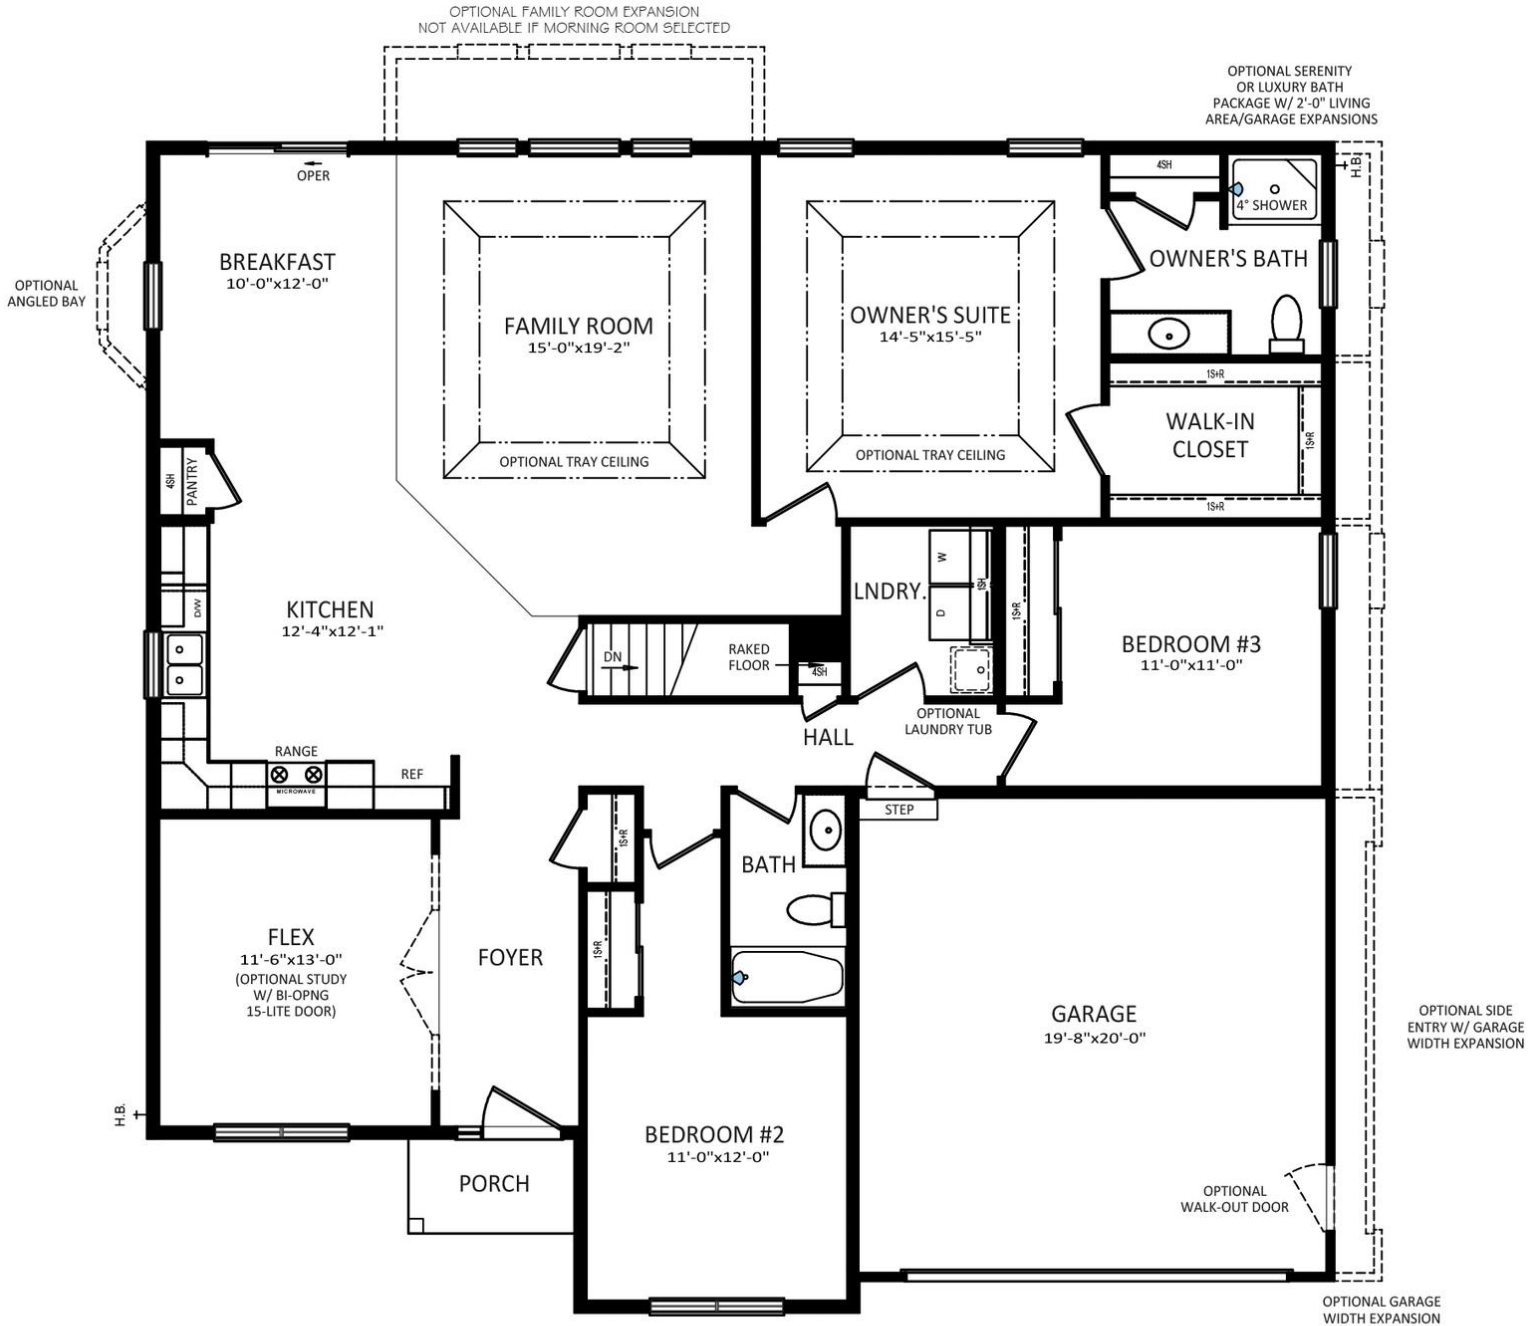 OPTIONAL FAMILY ROOM EXPANSION
NOT AVAILABLE IF MORNING ROOM SELECTED
OPTIONAL SERENITY
OR LUXURY BATH
PACKAGE W/ 2'-0" LIVING
AREA/GARAGE EXPANSIONS
H.B.
OPER
4SH
4° SHOWER
BREAKFAST
10'-0"x12'-0"
OPTIONAL
ANGLED BAY
FAMILY ROOM
15'-0"x19'-2"
OPTIONAL TRAY CEILING
OWNER'S SUITE
14'-5"x15'-5"
OPTIONAL TRAY CEILING
OWNER'S BATH
1S+R
WALK-IN
CLOSET
1S+R
1S+R
4SH
PANTRY
D/W
KITCHEN
12'-4"x12'-1"
RANGE
MICROWAVE
REF
DN
RAKED
FLOOR
4SH
LNDRY.
W
D
1SH
1S+R
OPTIONAL
LAUNDRY TUB
BEDROOM #3
11'-0"x11'-0"
HALL
STEP
1S+R
BATH
1S+R
FLEX
11'-6"x13'-0"
(OPTIONAL STUDY
W/ BI-OPNG
15-LITE DOOR)
FOYER
GARAGE
19'-8"x20'-0"
OPTIONAL SIDE
ENTRY W/ GARAGE
WIDTH EXPANSION
H.B.
BEDROOM #2
11'-0"x12'-0"
PORCH
OPTIONAL
WALK-OUT DOOR
OPTIONAL GARAGE
WIDTH EXPANSION